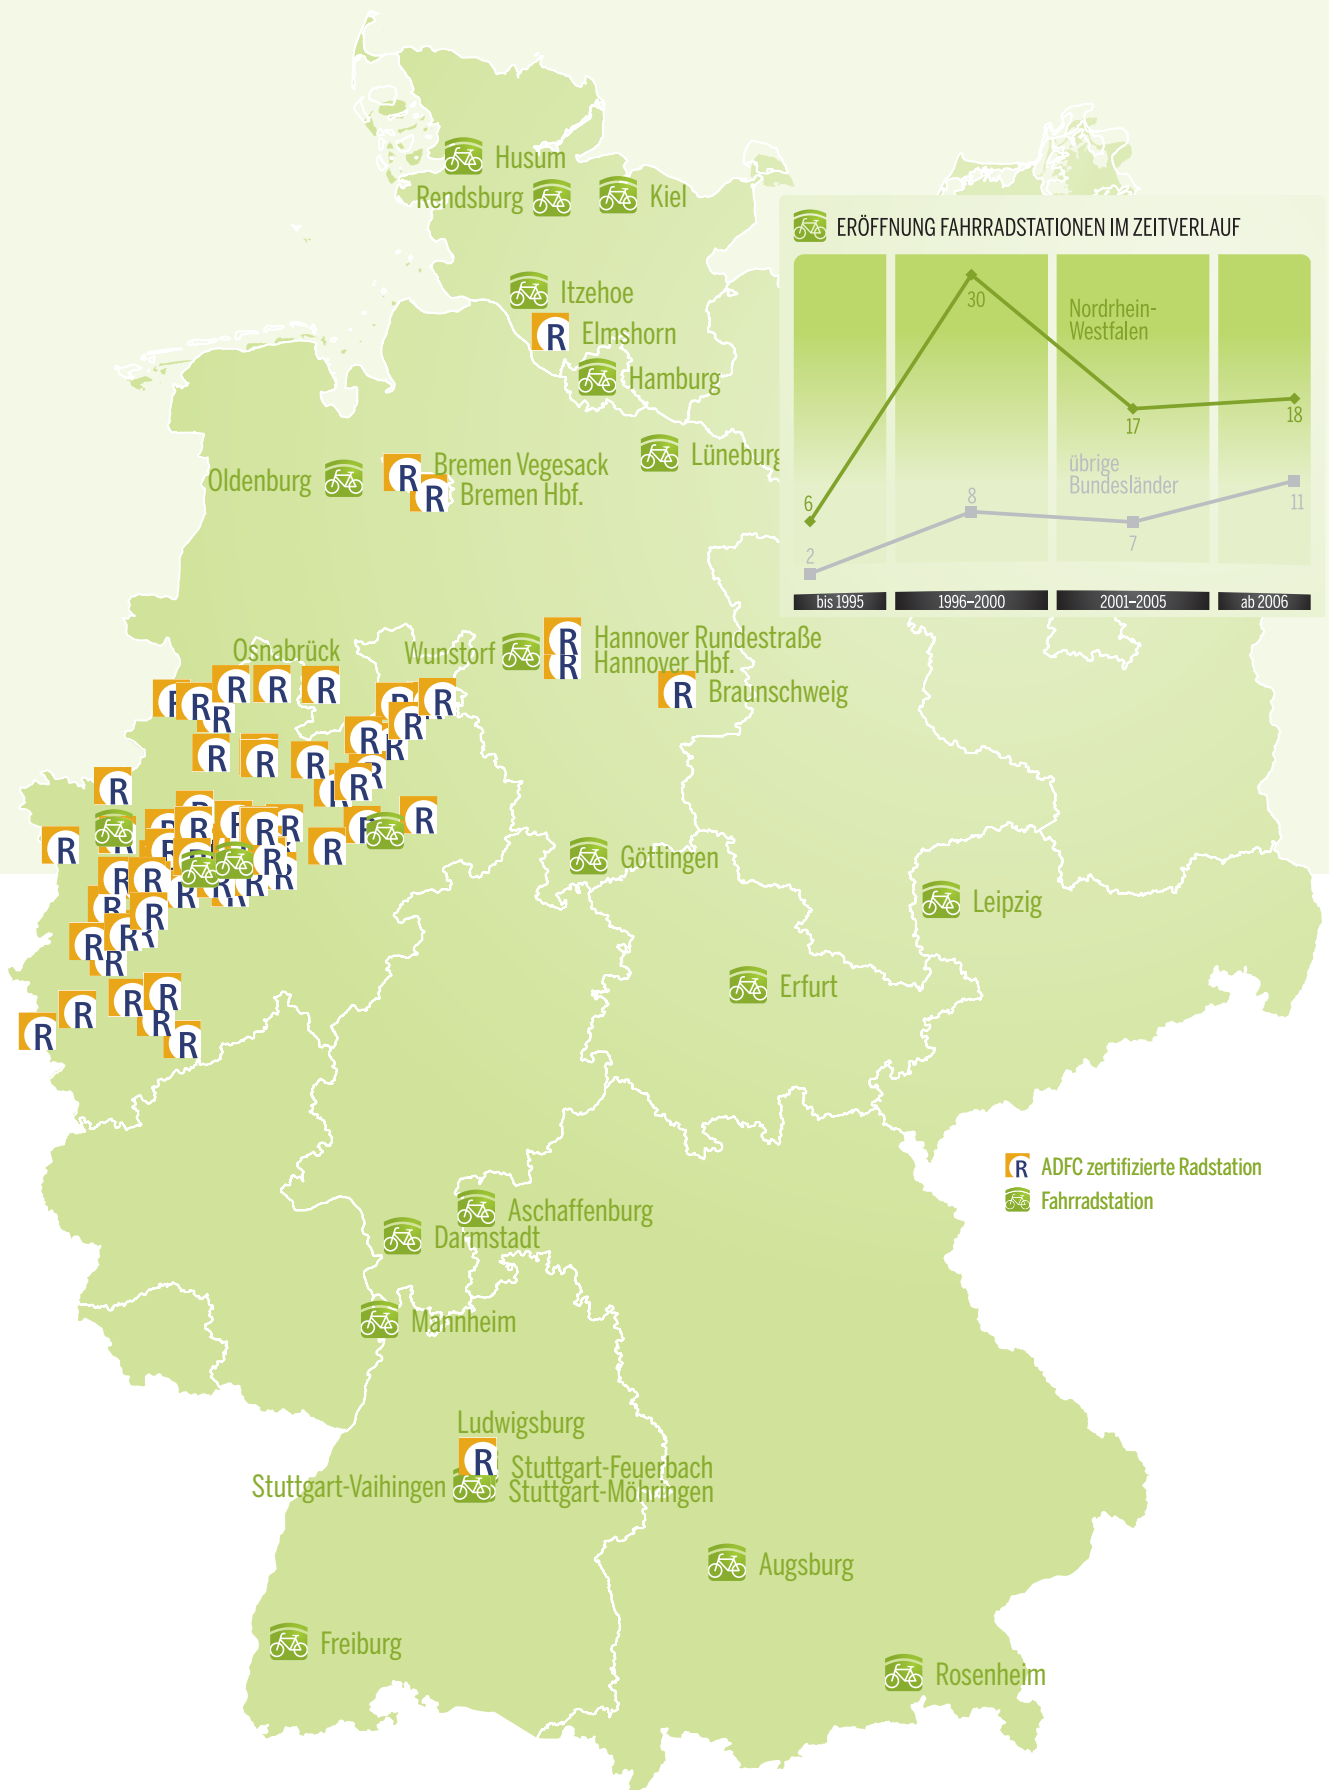 Husum
Rendsburg
Kiel
ERÖFFNUNG FAHRRADSTATIONEN IM ZEITVERLAUF
30
Nordrhein-
Westfalen
17
18
übrige
Bundesländer
6
8
11
2
7
bis 1995
1996–2000
2001–2005
ab 2006
Itzehoe
R Elmshorn
Hamburg
Lüneburg
Oldenburg
R Bremen Vegesack
R Bremen Hbf.
Osnabrück
Wunstorf
R Hannover Rundestraße
R Hannover Hbf.
R Braunschweig
Göttingen
Leipzig
Erfurt
R ADFC zertifizierte Radstation
Fahrradstation
Aschaffenburg
Darmstadt
Mannheim
Ludwigsburg
R
Stuttgart-Feuerbach
Stuttgart-Vaihingen
Stuttgart-Möhringen
Augsburg
Freiburg
Rosenheim